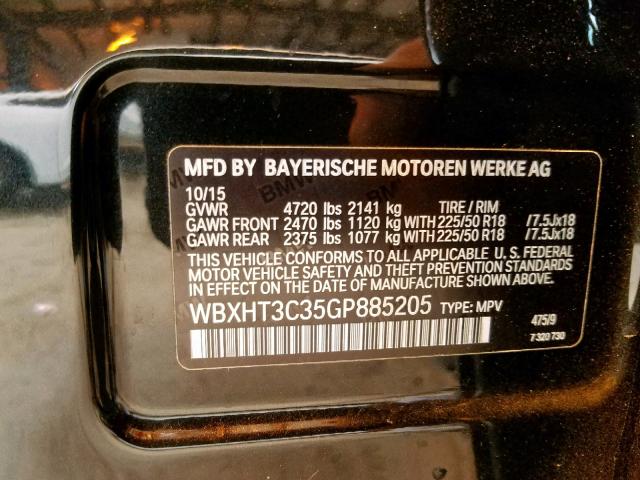 MFD BY BAYERISCHE MOTOREN WERKE AG
10/15
GVWR 4720 lbs 2141 kg TIRE / RIM
GAWR FRONT 2470 lbs 1120 kg WITH 225/50 R18 /7.5Jx18
GAWR REAR 2375 lbs 1077 kg WITH 225/50 R18 /7.5Jx18
THIS VEHICLE CONFORMS TO ALL APPLICABLE U. S. FEDERAL
MOTOR VEHICLE SAFETY AND THEFT PREVENTION STANDARDS
IN EFFECT ON THE DATE OF MANUFACTURE SHOWN ABOVE.
WBXHT3C35GP885205 TYPE: MPV
475/9
7 320 730